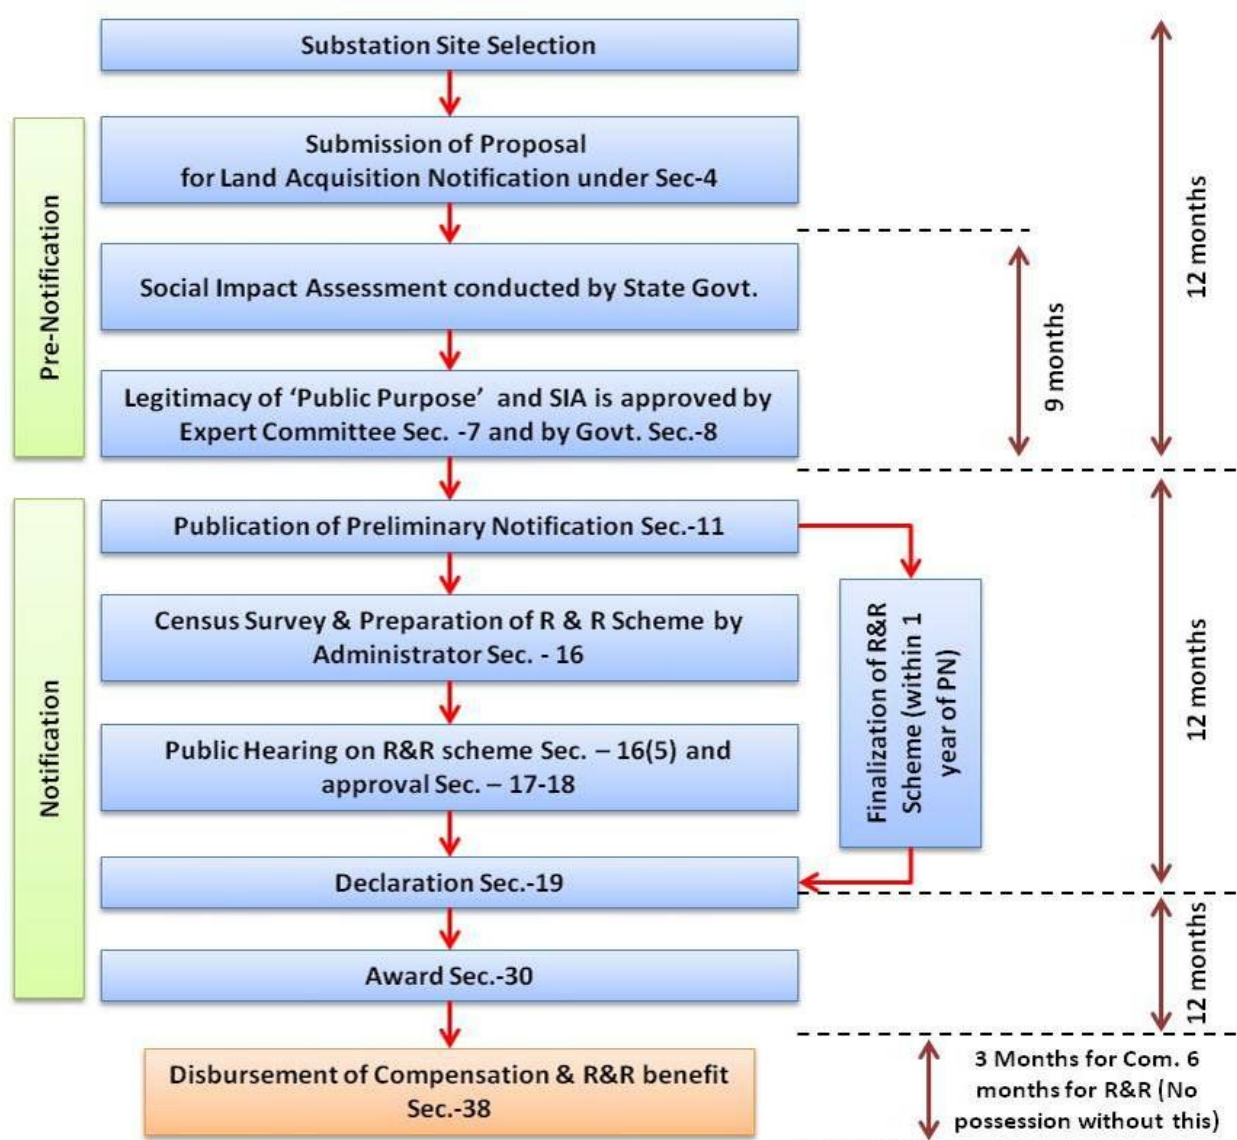 Substation Site Selection
Pre-Notification
Submission of Proposal
for Land Acquisition Notification under Sec-4
Social Impact Assessment conducted by State Govt.
Legitimacy of ‘Public Purpose’ and SIA is approved by
Expert Committee Sec. -7 and by Govt. Sec.-8
9 months
12 months
Notification
Publication of Preliminary Notification Sec.-11
Census Survey & Preparation of R & R Scheme by
Administrator Sec. - 16
Public Hearing on R&R scheme Sec. – 16(5) and
approval Sec. – 17-18
Finalization of R&R
Scheme (within 1
year of PN)
12 months
Declaration Sec.-19
Award Sec.-30
12 months
Disbursement of Compensation & R&R benefit
Sec.-38
3 Months for Com. 6
months for R&R (No
possession without this)